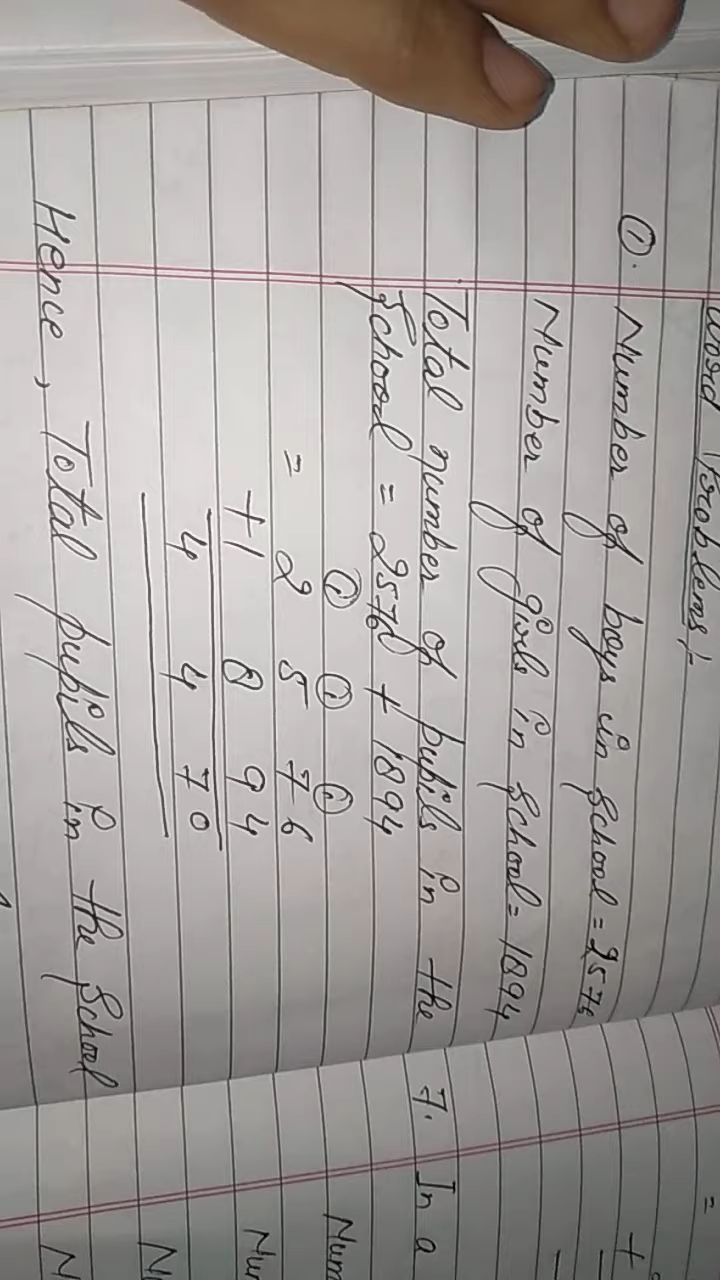 Word Problems :-
①. Number of boys in School = 2576
Number of girls in School = 1894
Total number of pupils in the
School = 2576 + 1894
① ① ①
= 2 5 7 6
+ 1 8 9 4
4 4 7 0
Hence, Total pupils in the School
=
+
7. In a
Num